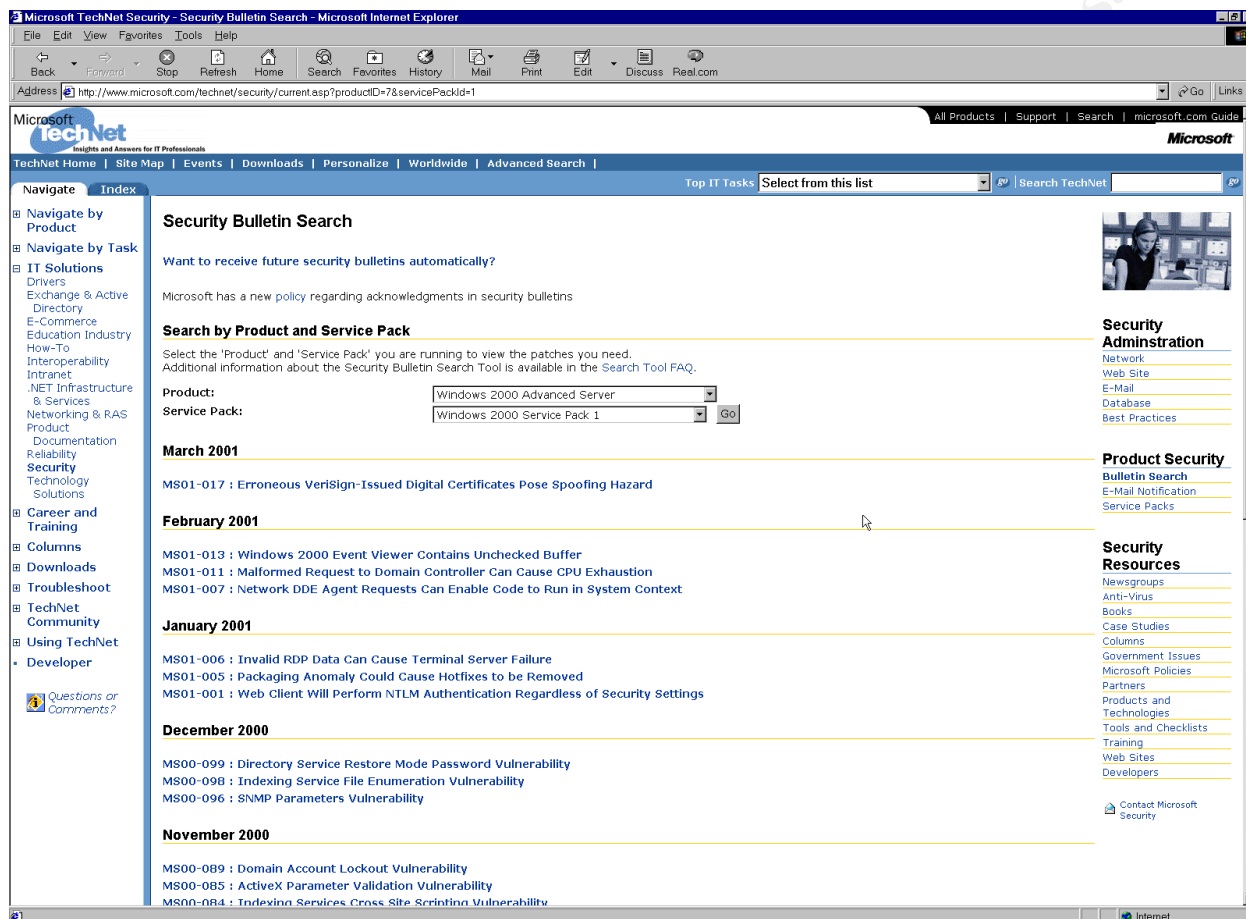 Microsoft TechNet Security - Security Bulletin Search - Microsoft Internet Explorer
File Edit View Favorites Tools Help
Back Forward Stop Refresh Home Search Favorites History Mail Print Edit Discuss Real.com
Address http://www.microsoft.com/technet/security/current.asp?productID=7&servicePackId=1 Go Links
Microsoft TechNet
Insights and Answers for IT Professionals
All Products | Support | Search | microsoft.com Guide
Microsoft
TechNet Home | Site Map | Events | Downloads | Personalize | Worldwide | Advanced Search |
Top IT Tasks Select from this list go | Search TechNet go
Navigate Index
Navigate by
Product
Navigate by Task
IT Solutions
Drivers
Exchange & Active
Directory
E-Commerce
Education Industry
How-To
Interoperability
Intranet
.NET Infrastructure
& Services
Networking & RAS
Product
Documentation
Reliability
Security
Technology
Solutions
Career and
Training
Columns
Downloads
Troubleshoot
TechNet
Community
Using TechNet
Developer
Questions or
Comments?
Security Bulletin Search
Want to receive future security bulletins automatically?
Microsoft has a new policy regarding acknowledgments in security bulletins
Search by Product and Service Pack
Select the 'Product' and 'Service Pack' you are running to view the patches you need.
Additional information about the Security Bulletin Search Tool is available in the Search Tool FAQ.
Product: Windows 2000 Advanced Server
Service Pack: Windows 2000 Service Pack 1 Go
March 2001
MS01-017 : Erroneous VeriSign-Issued Digital Certificates Pose Spoofing Hazard
February 2001
MS01-013 : Windows 2000 Event Viewer Contains Unchecked Buffer
MS01-011 : Malformed Request to Domain Controller Can Cause CPU Exhaustion
MS01-007 : Network DDE Agent Requests Can Enable Code to Run in System Context
January 2001
MS01-006 : Invalid RDP Data Can Cause Terminal Server Failure
MS01-005 : Packaging Anomaly Could Cause Hotfixes to be Removed
MS01-001 : Web Client Will Perform NTLM Authentication Regardless of Security Settings
December 2000
MS00-099 : Directory Service Restore Mode Password Vulnerability
MS00-098 : Indexing Service File Enumeration Vulnerability
MS00-096 : SNMP Parameters Vulnerability
November 2000
MS00-089 : Domain Account Lockout Vulnerability
MS00-085 : ActiveX Parameter Validation Vulnerability
MS00-084 : Indexing Services Cross Site Scripting Vulnerability
Security
Adminstration
Network
Web Site
E-Mail
Database
Best Practices
Product Security
Bulletin Search
E-Mail Notification
Service Packs
Security
Resources
Newsgroups
Anti-Virus
Books
Case Studies
Columns
Government Issues
Microsoft Policies
Partners
Products and
Technologies
Tools and Checklists
Training
Web Sites
Developers
Contact Microsoft
Security
Internet